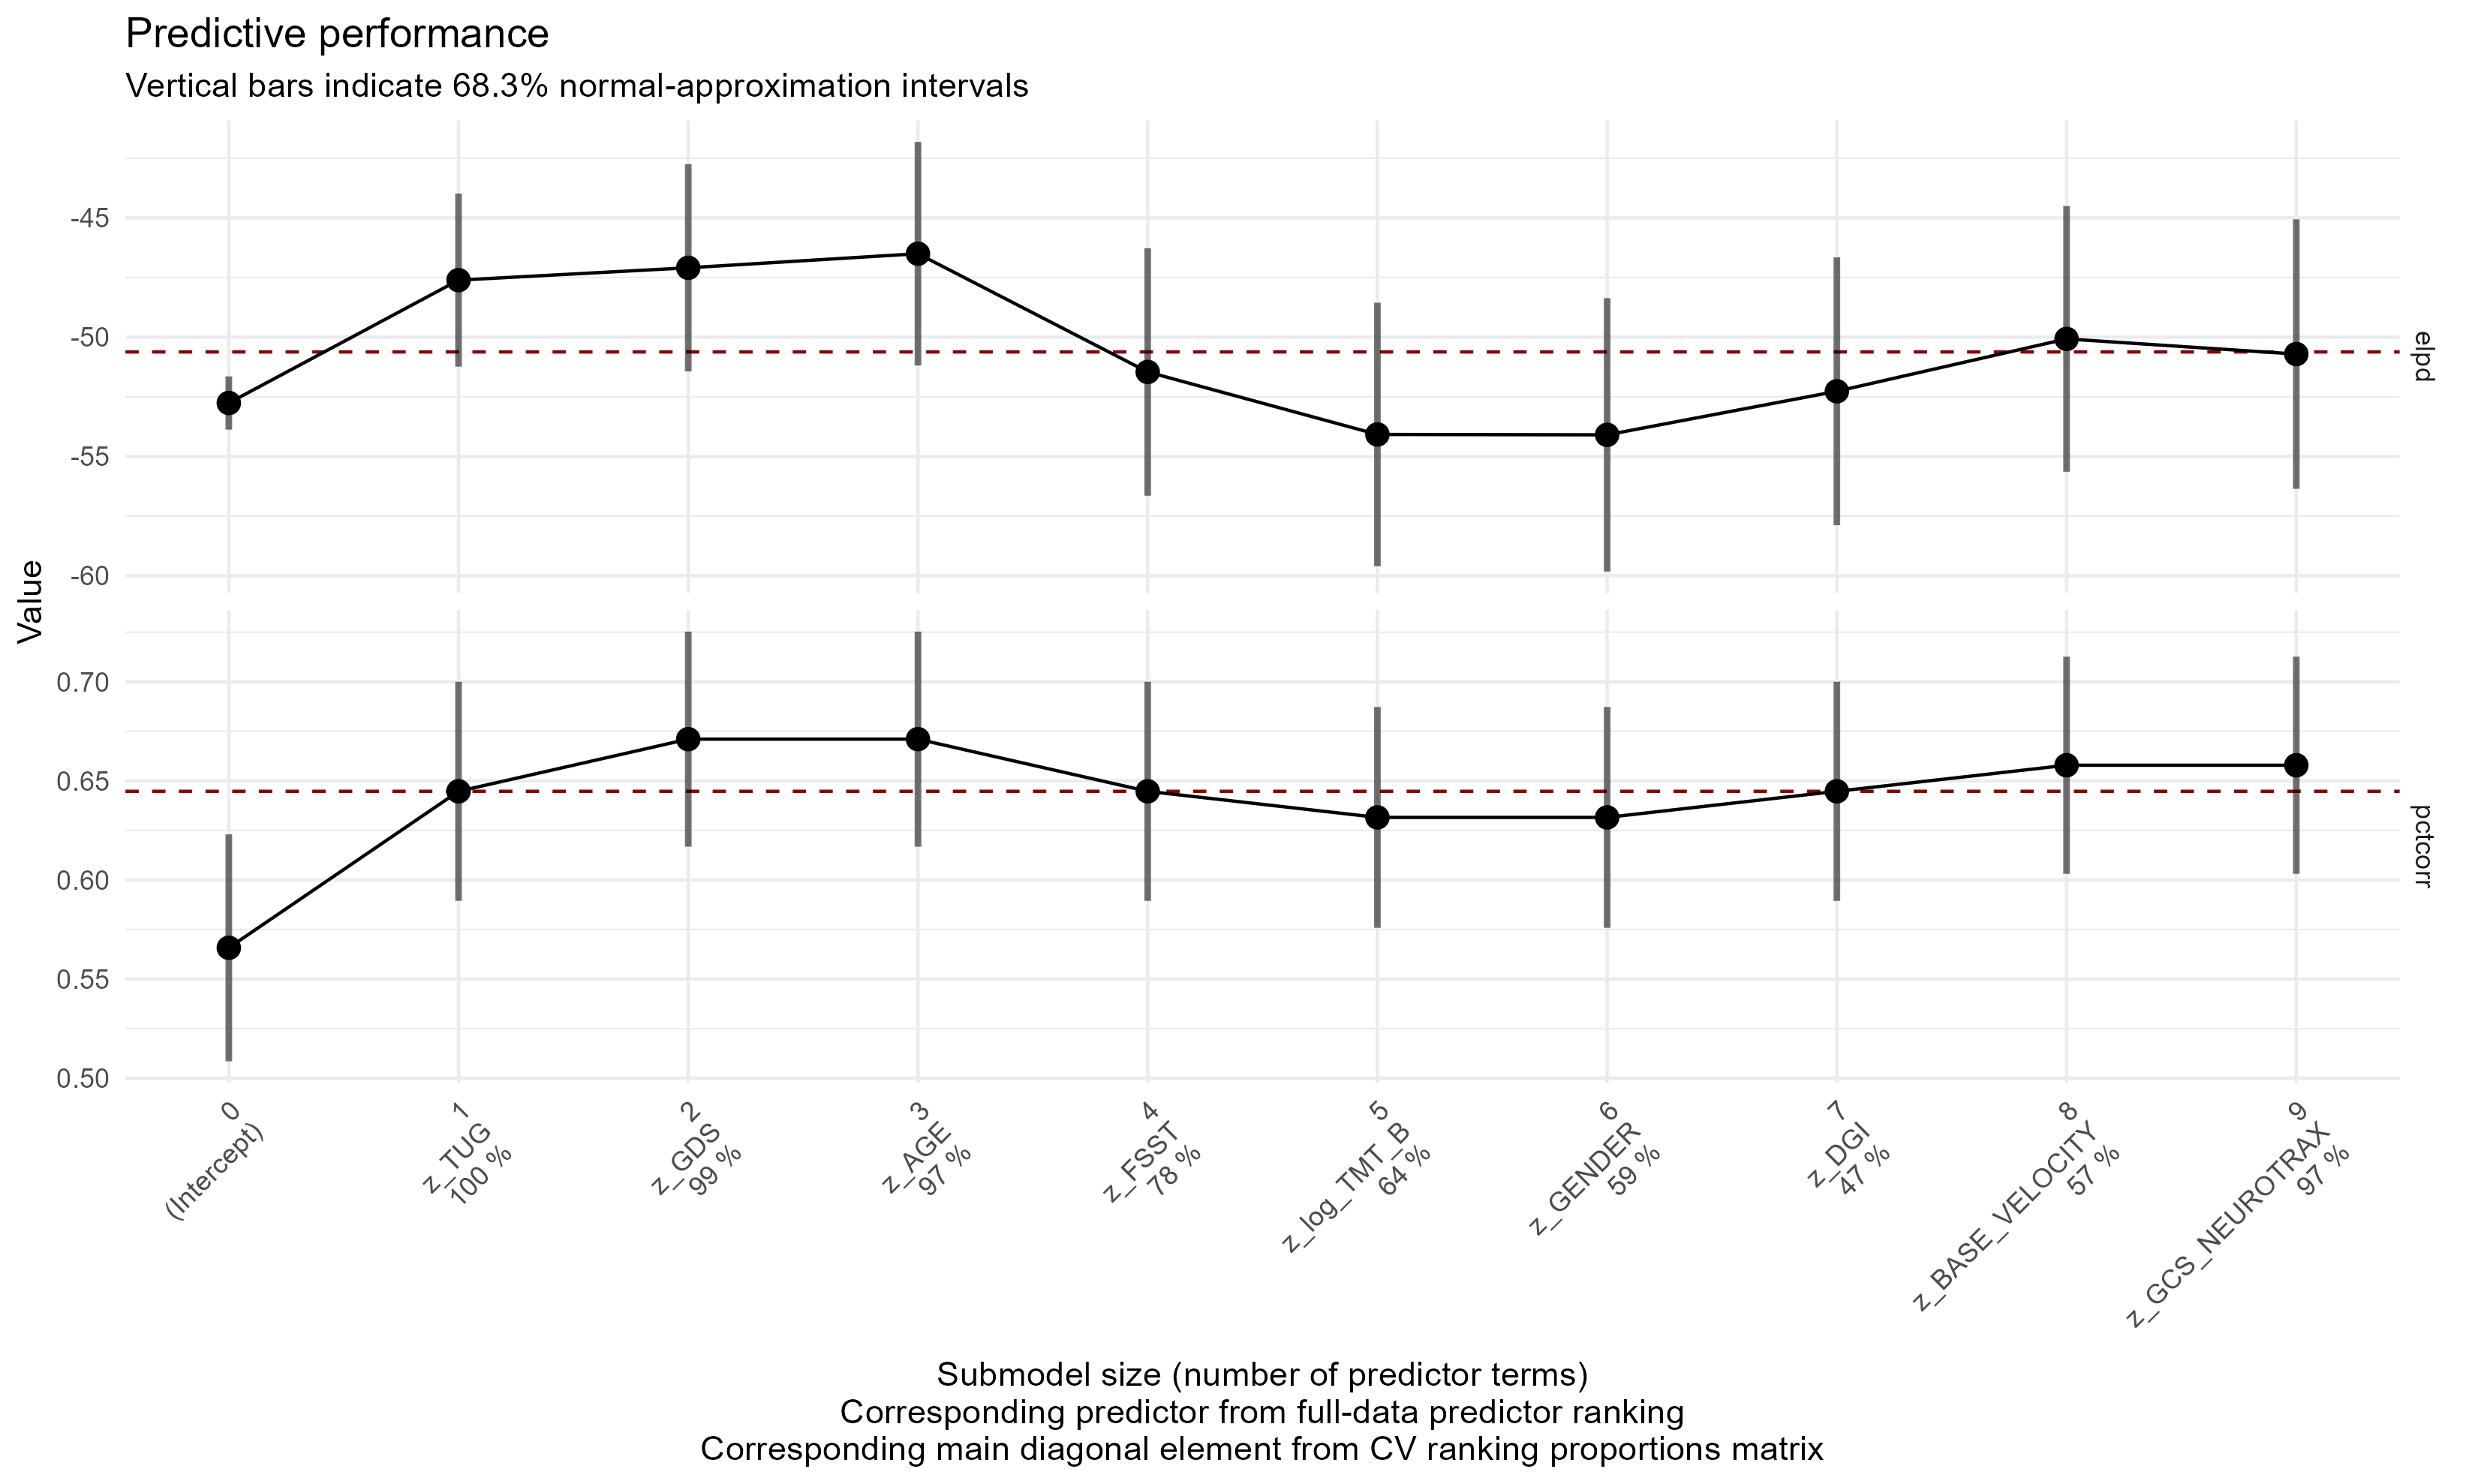 Predictive performance
Vertical bars indicate 68.3% normal-approximation intervals
Value
-45
-50
-55
-60
elpd
0.70
0.65
0.60
0.55
0.50
pctcorr
0
(Intercept)
1
z_TUG
100 %
2
z_GDS
99 %
3
z_AGE
97 %
4
z_FSST
78 %
5
z_log_TMT_B
64 %
6
z_GENDER
59 %
7
z_DGI
47 %
8
z_BASE_VELOCITY
57 %
9
z_GCS_NEUROTRAX
97 %
Submodel size (number of predictor terms)
Corresponding predictor from full-data predictor ranking
Corresponding main diagonal element from CV ranking proportions matrix